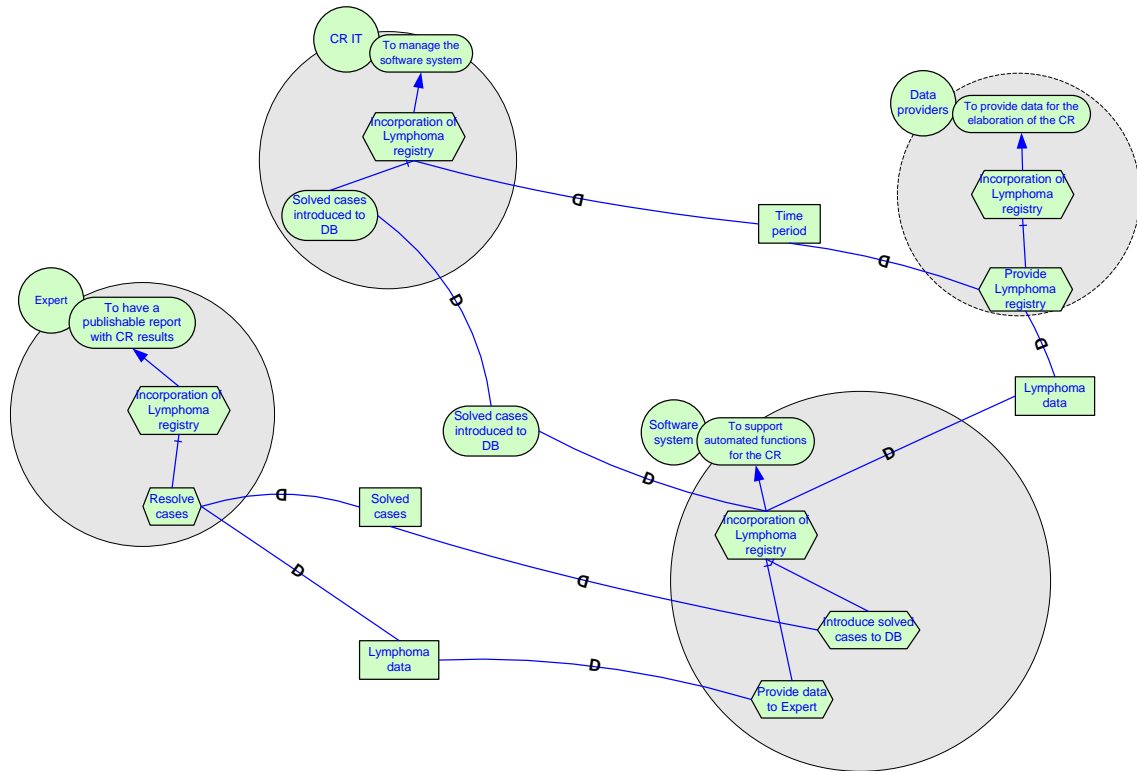 CR IT
To manage the
software system
Incorporation of
Lymphoma
registry
Solved cases
introduced to
DB
D
Time
period
D
Data
providers
To provide data for the
elaboration of the CR
Incorporation of
Lymphoma
registry
Provide
Lymphoma
registry
D
Lymphoma
data
D
Expert
To have a
publishable report
with CR results
Incorporation of
Lymphoma
registry
Resolve
cases
D
Solved cases
introduced to
DB
D
Software
system
To support
automated functions
for the CR
D
Incorporation of
Lymphoma
registry
D
Solved
cases
D
Introduce solved
cases to DB
D
Lymphoma
data
D
Provide data
to Expert